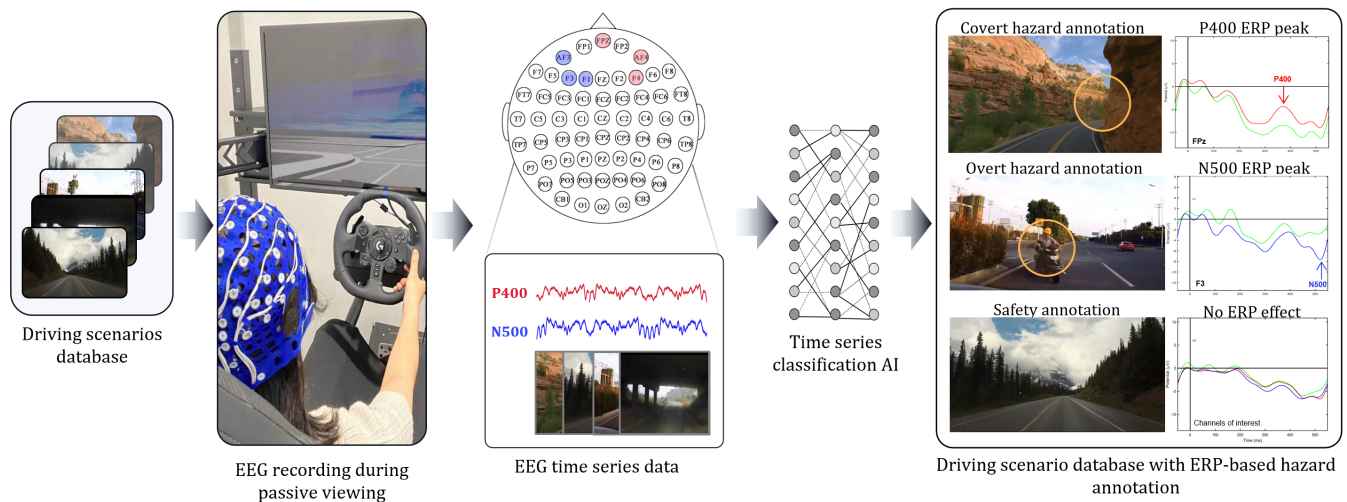 Driving scenarios
database
EEG recording during
passive viewing
FPZ
FP1
FP2
AF3
AF4
F7
F5
F3
F1
FZ
F2
F4
F6
F8
FT7
FC5
FC3
FC1
FCZ
FC2
FC4
FC6
FT8
T7
C5
C3
C1
CZ
C2
C4
C6
T8
TP7
CP5
CP3
CP1
CPZ
CP2
CP4
CP6
TP8
P7
P5
P3
P1
PZ
P2
P4
P6
P8
PO7
PO5
PO3
POZ
PO4
PO6
PO8
CB1
O1
OZ
O2
CB2
P400
N500
EEG time series data
Time series
classification AI
Covert hazard annotation
P400 ERP peak
P400
FPz
Overt hazard annotation
N500 ERP peak
F3
N500
Safety annotation
No ERP effect
Channels of interest
Time (ms)
Driving scenario database with ERP-based hazard
annotation